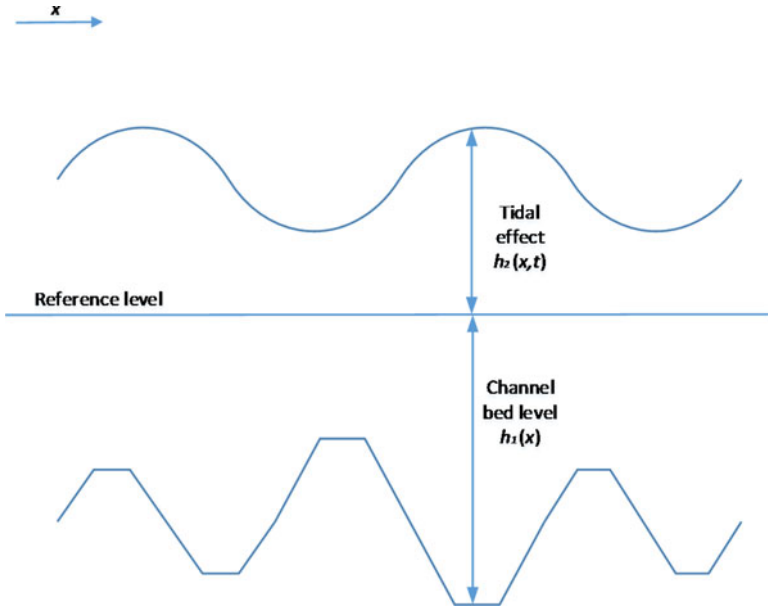 x
Tidal
effect
h₂(x,t)
Reference level
Channel
bed level
h₁(x)